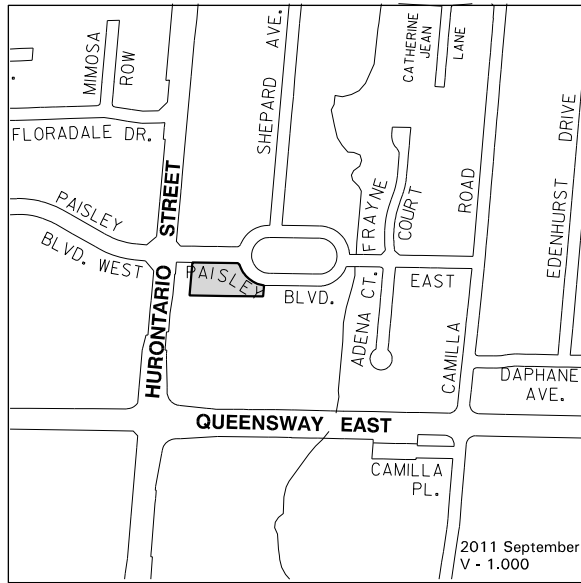 MIMOSA
ROW
SHEPARD AVE.
CATHERINE
JEAN
LANE
FLORADALE DR.
EDENHURST DRIVE
PAISLEY
BLVD. WEST
HURONTARIO STREET
FRAYNE
COURT
ROAD
PAISLEY
BLVD.
EAST
ADENA CT.
CAMILLA
DAPHANE
AVE.
QUEENSWAY EAST
CAMILLA
PL.
2011 September
V - 1.000